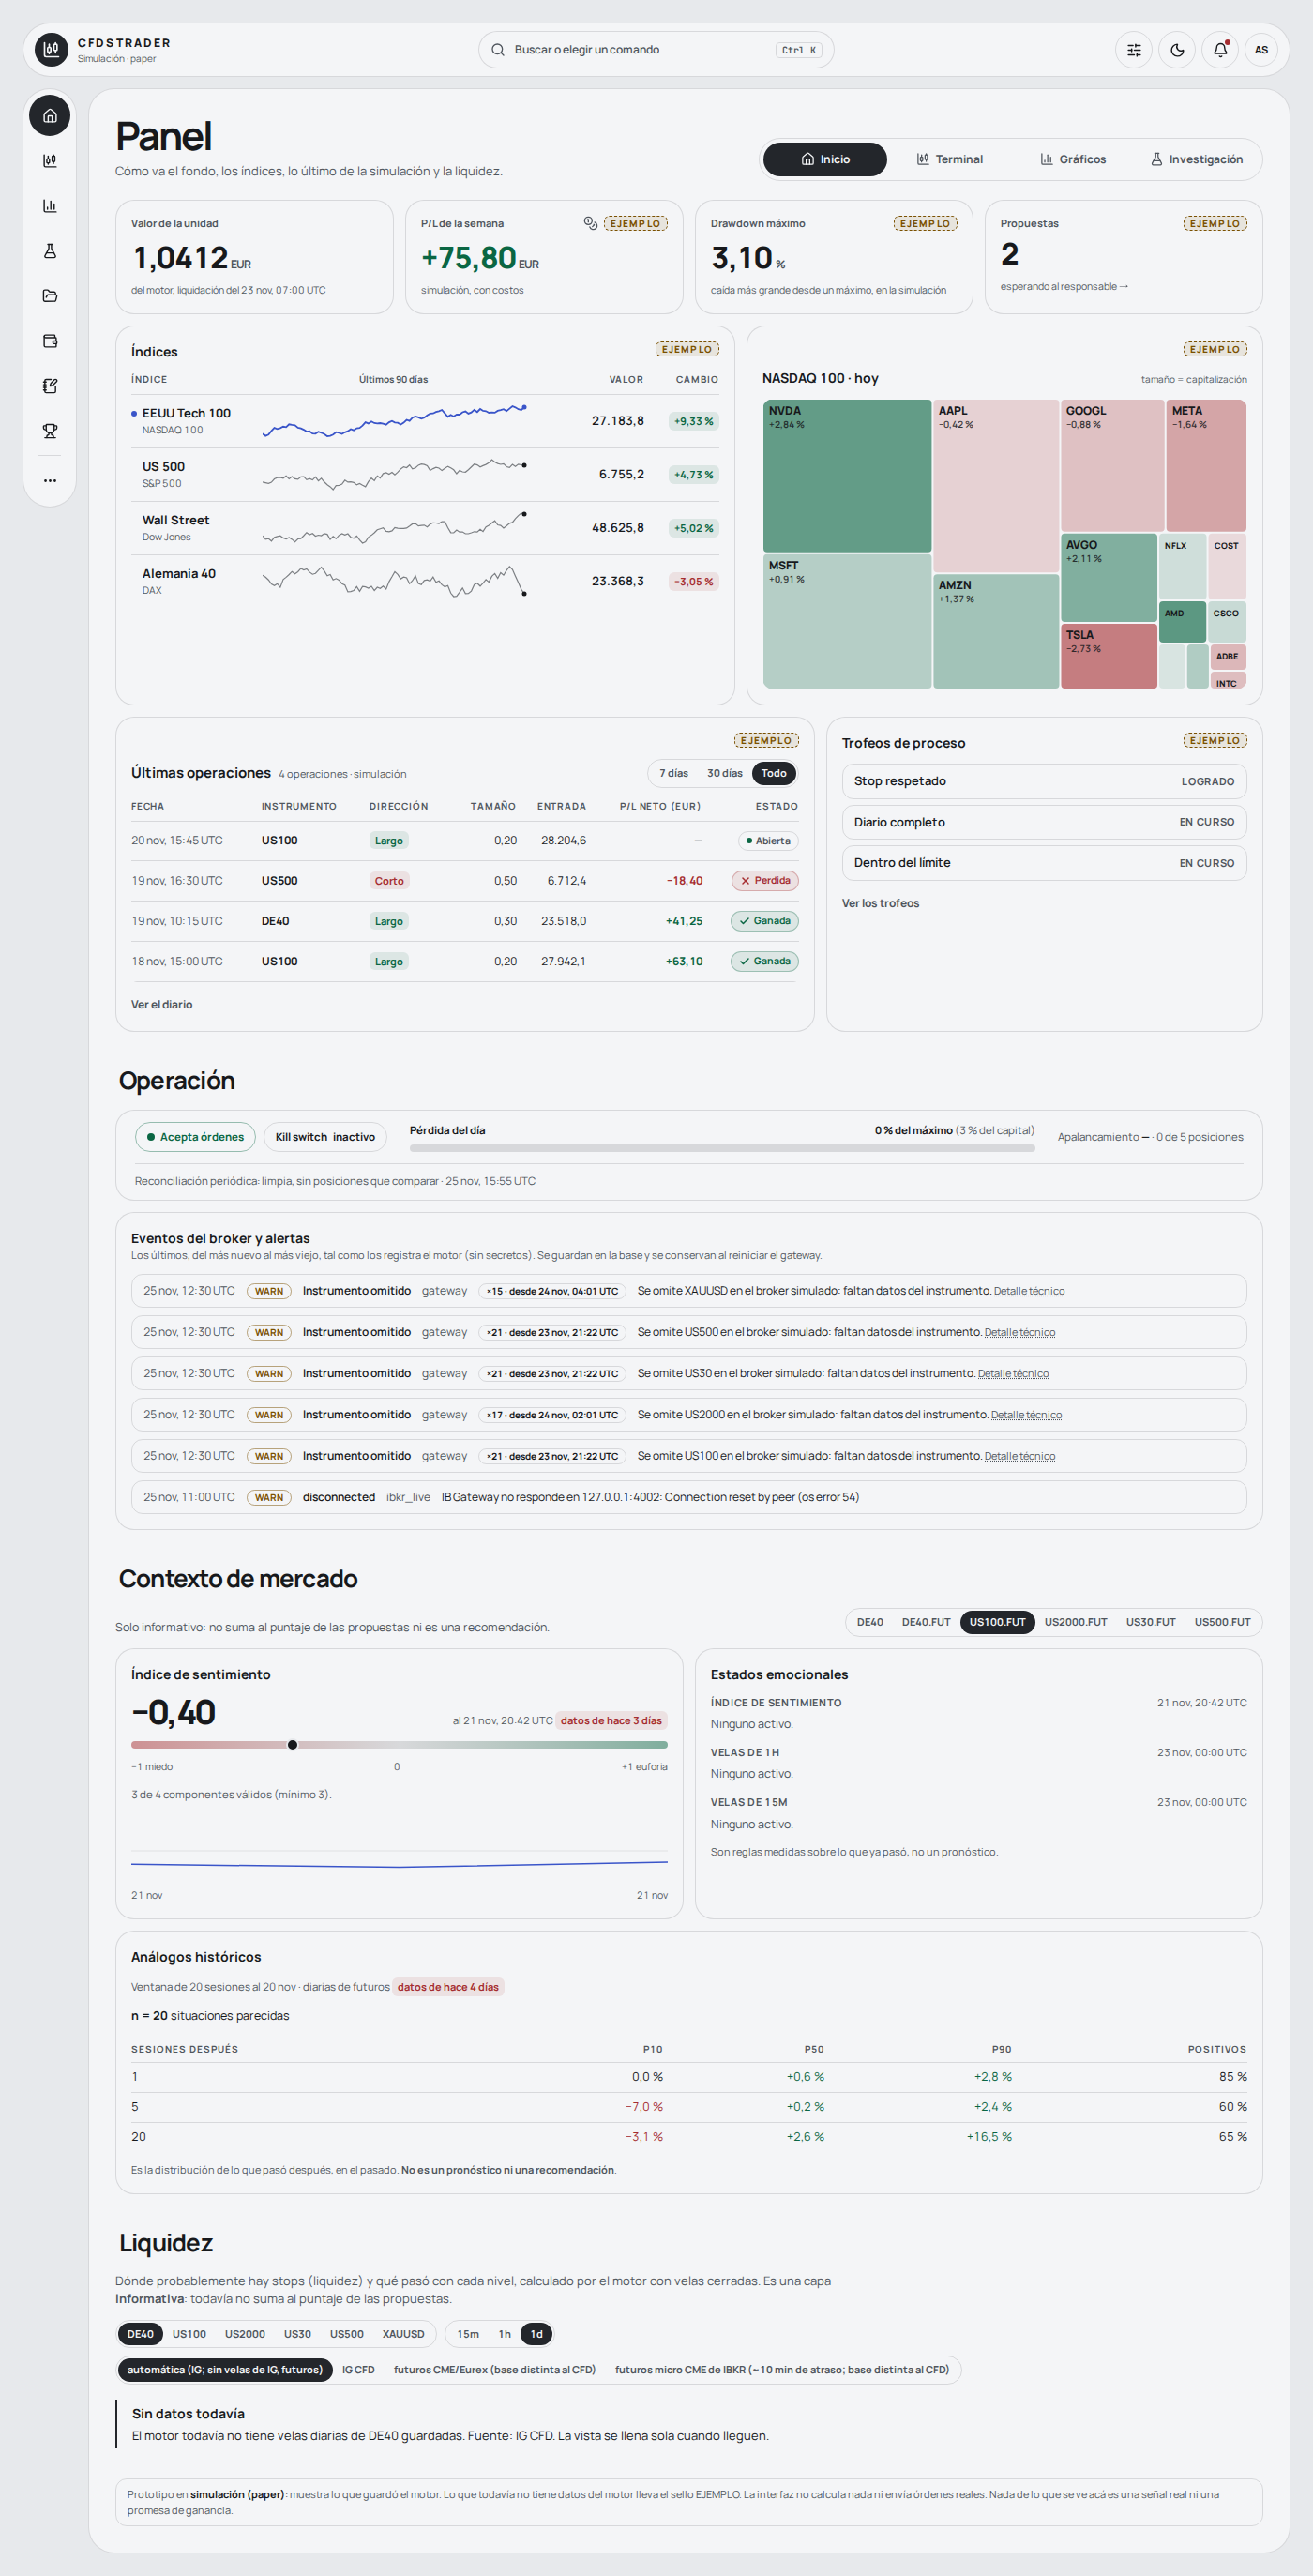 CFDSTRADER
Simulación · paper
Buscar o elegir un comando
Ctrl K
AS
Panel
Cómo va el fondo, los índices, lo último de la simulación y la liquidez.
Inicio
Terminal
Gráficos
Investigación
Valor de la unidad
1,0412 EUR
del motor, liquidación del 23 nov, 07:00 UTC
P/L de la semana
EJEMPLO
+75,80 EUR
simulación, con costos
Drawdown máximo
EJEMPLO
3,10 %
caída más grande desde un máximo, en la simulación
Propuestas
EJEMPLO
2
esperando al responsable →
Índices
EJEMPLO
ÍNDICE Últimos 90 días VALOR CAMBIO
EEUU Tech 100
NASDAQ 100
27.183,8 +9,33 %
US 500
S&P 500
6.755,2 +4,73 %
Wall Street
Dow Jones
48.625,8 +5,02 %
Alemania 40
DAX
23.368,3 −3,05 %
EJEMPLO
NASDAQ 100 · hoy
tamaño = capitalización
NVDA
+2,84 %
AAPL
−0,42 %
GOOGL
−0,88 %
META
−1,64 %
MSFT
+0,91 %
AMZN
+1,37 %
AVGO
+2,11 %
NFLX
COST
AMD
CSCO
TSLA
−2,73 %
ADBE
INTC
EJEMPLO
Últimas operaciones 4 operaciones · simulación
7 días 30 días Todo
FECHA INSTRUMENTO DIRECCIÓN TAMAÑO ENTRADA P/L NETO (EUR) ESTADO
20 nov, 15:45 UTC US100 Largo 0,20 28.204,6 — Abierta
19 nov, 16:30 UTC US500 Corto 0,50 6.712,4 −18,40 Perdida
19 nov, 10:15 UTC DE40 Largo 0,30 23.518,0 +41,25 Ganada
18 nov, 15:00 UTC US100 Largo 0,20 27.942,1 +63,10 Ganada
Ver el diario
Trofeos de proceso
EJEMPLO
Stop respetado LOGRADO
Diario completo EN CURSO
Dentro del límite EN CURSO
Ver los trofeos
Operación
Acepta órdenes
Kill switch inactivo
Pérdida del día
0 % del máximo (3 % del capital)
Apalancamiento — · 0 de 5 posiciones
Reconciliación periódica: limpia, sin posiciones que comparar · 25 nov, 15:55 UTC
Eventos del broker y alertas
Los últimos, del más nuevo al más viejo, tal como los registra el motor (sin secretos). Se guardan en la base y se conservan al reiniciar el gateway.
25 nov, 12:30 UTC WARN Instrumento omitido gateway ×15 · desde 24 nov, 04:01 UTC Se omite XAUUSD en el broker simulado: faltan datos del instrumento. Detalle técnico
25 nov, 12:30 UTC WARN Instrumento omitido gateway ×21 · desde 23 nov, 21:22 UTC Se omite US500 en el broker simulado: faltan datos del instrumento. Detalle técnico
25 nov, 12:30 UTC WARN Instrumento omitido gateway ×21 · desde 23 nov, 21:22 UTC Se omite US30 en el broker simulado: faltan datos del instrumento. Detalle técnico
25 nov, 12:30 UTC WARN Instrumento omitido gateway ×17 · desde 24 nov, 02:01 UTC Se omite US2000 en el broker simulado: faltan datos del instrumento. Detalle técnico
25 nov, 12:30 UTC WARN Instrumento omitido gateway ×21 · desde 23 nov, 21:22 UTC Se omite US100 en el broker simulado: faltan datos del instrumento. Detalle técnico
25 nov, 11:00 UTC WARN disconnected ibkr_live IB Gateway no responde en 127.0.0.1:4002: Connection reset by peer (os error 54)
Contexto de mercado
Solo informativo: no suma al puntaje de las propuestas ni es una recomendación.
DE40 DE40.FUT US100.FUT US2000.FUT US30.FUT US500.FUT
Índice de sentimiento
−0,40
al 21 nov, 20:42 UTC datos de hace 3 días
−1 miedo 0 +1 euforia
3 de 4 componentes válidos (mínimo 3).
21 nov 21 nov
Estados emocionales
ÍNDICE DE SENTIMIENTO 21 nov, 20:42 UTC
Ninguno activo.
VELAS DE 1H 23 nov, 00:00 UTC
Ninguno activo.
VELAS DE 15M 23 nov, 00:00 UTC
Ninguno activo.
Son reglas medidas sobre lo que ya pasó, no un pronóstico.
Análogos históricos
Ventana de 20 sesiones al 20 nov · diarias de futuros datos de hace 4 días
n = 20 situaciones parecidas
SESIONES DESPUÉS P10 P50 P90 POSITIVOS
1 0,0 % +0,6 % +2,8 % 85 %
5 −7,0 % +0,2 % +2,4 % 60 %
20 −3,1 % +2,6 % +16,5 % 65 %
Es la distribución de lo que pasó después, en el pasado. No es un pronóstico ni una recomendación.
Liquidez
Dónde probablemente hay stops (liquidez) y qué pasó con cada nivel, calculado por el motor con velas cerradas. Es una capa
informativa: todavía no suma al puntaje de las propuestas.
DE40 US100 US2000 US30 US500 XAUUSD
15m 1h 1d
automática (IG; sin velas de IG, futuros) IG CFD futuros CME/Eurex (base distinta al CFD) futuros micro CME de IBKR (~10 min de atraso; base distinta al CFD)
Sin datos todavía
El motor todavía no tiene velas diarias de DE40 guardadas. Fuente: IG CFD. La vista se llena sola cuando lleguen.
Prototipo en simulación (paper): muestra lo que guardó el motor. Lo que todavía no tiene datos del motor lleva el sello EJEMPLO. La interfaz no calcula nada ni envía órdenes reales. Nada de lo que se ve acá es una señal real ni una
promesa de ganancia.